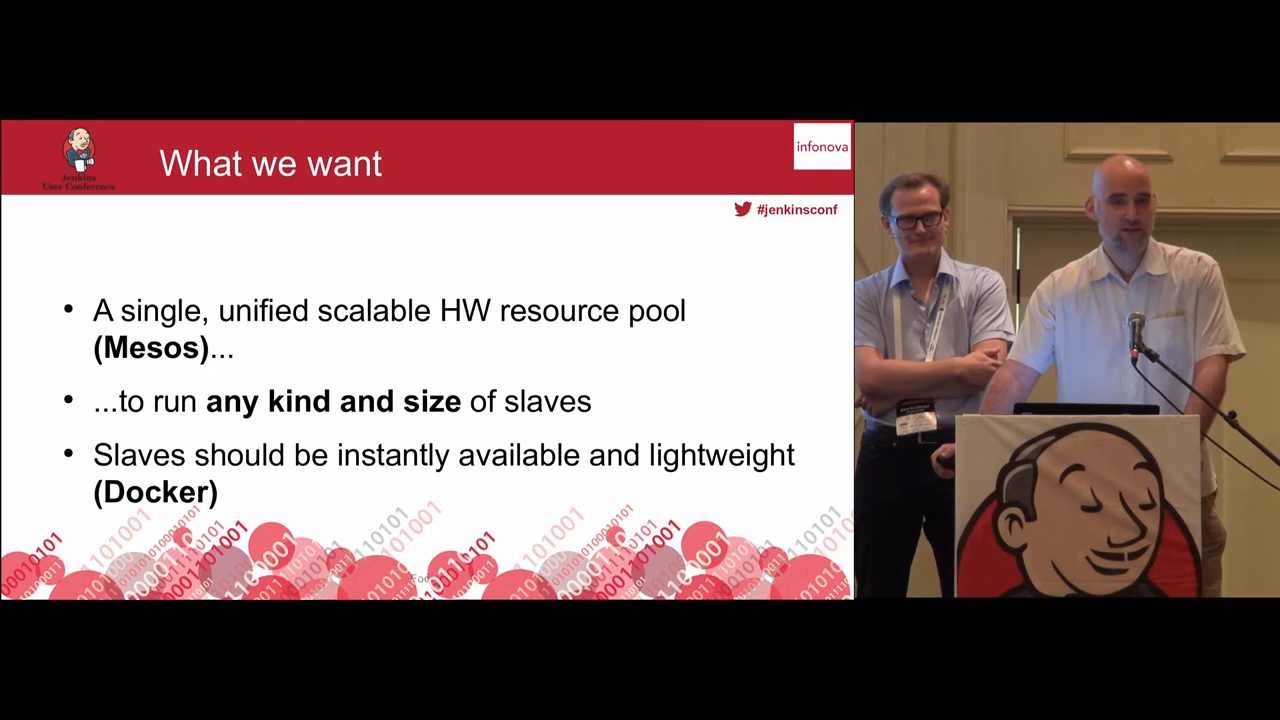 Jenkins
User Conference
What we want
infonova
#jenkinsconf
• A single, unified scalable HW resource pool
(Mesos)...
• ...to run any kind and size of slaves
• Slaves should be instantly available and lightweight
(Docker)